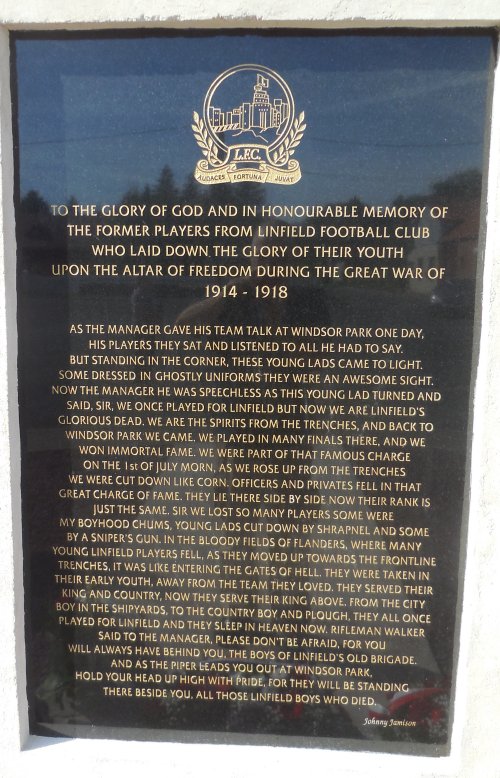 L.F.C.
AUDACES FORTUNA JUVAT
TO THE GLORY OF GOD AND IN HONOURABLE MEMORY OF
THE FORMER PLAYERS FROM LINFIELD FOOTBALL CLUB
WHO LAID DOWN THE GLORY OF THEIR YOUTH
UPON THE ALTAR OF FREEDOM DURING THE GREAT WAR OF
1914 - 1918
AS THE MANAGER GAVE HIS TEAM TALK AT WINDSOR PARK ONE DAY,
HIS PLAYERS THEY SAT AND LISTENED TO ALL HE HAD TO SAY.
BUT STANDING IN THE CORNER, THESE YOUNG LADS CAME TO LIGHT.
SOME DRESSED IN GHOSTLY UNIFORMS THEY WERE AN AWESOME SIGHT.
NOW THE MANAGER HE WAS SPEECHLESS AS THIS YOUNG LAD TURNED AND
SAID, SIR, WE ONCE PLAYED FOR LINFIELD BUT NOW WE ARE LINFIELD'S
GLORIOUS DEAD. WE ARE THE SPIRITS FROM THE TRENCHES, AND BACK TO
WINDSOR PARK WE CAME. WE PLAYED IN MANY FINALS THERE, AND WE
WON IMMORTAL FAME. WE WERE PART OF THAT FAMOUS CHARGE
ON THE 1st OF JULY MORN, AS WE ROSE UP FROM THE TRENCHES
WE WERE CUT DOWN LIKE CORN. OFFICERS AND PRIVATES FELL IN THAT
GREAT CHARGE OF FAME. THEY LIE THERE SIDE BY SIDE NOW THEIR RANK IS
JUST THE SAME. SIR WE LOST SO MANY PLAYERS SOME WERE
MY BOYHOOD CHUMS, YOUNG LADS CUT DOWN BY SHRAPNEL AND SOME
BY A SNIPER'S GUN. IN THE BLOODY FIELDS OF FLANDERS, WHERE MANY
YOUNG LINFIELD PLAYERS FELL, AS THEY MOVED UP TOWARDS THE FRONTLINE
TRENCHES, IT WAS LIKE ENTERING THE GATES OF HELL. THEY WERE TAKEN IN
THEIR EARLY YOUTH, AWAY FROM THE TEAM THEY LOVED. THEY SERVED THEIR
KING AND COUNTRY, NOW THEY SERVE THEIR KING ABOVE. FROM THE CITY
BOY IN THE SHIPYARDS, TO THE COUNTRY BOY AND PLOUGH, THEY ALL ONCE
PLAYED FOR LINFIELD AND THEY SLEEP IN HEAVEN NOW. RIFLEMAN WALKER
SAID TO THE MANAGER, PLEASE DON'T BE AFRAID, FOR YOU
WILL ALWAYS HAVE BEHIND YOU, THE BOYS OF LINFIELD'S OLD BRIGADE.
AND AS THE PIPER LEADS YOU OUT AT WINDSOR PARK,
HOLD YOUR HEAD UP HIGH WITH PRIDE, FOR THEY WILL BE STANDING
THERE BESIDE YOU. ALL THOSE LINFIELD BOYS WHO DIED.
Johnny Jamison